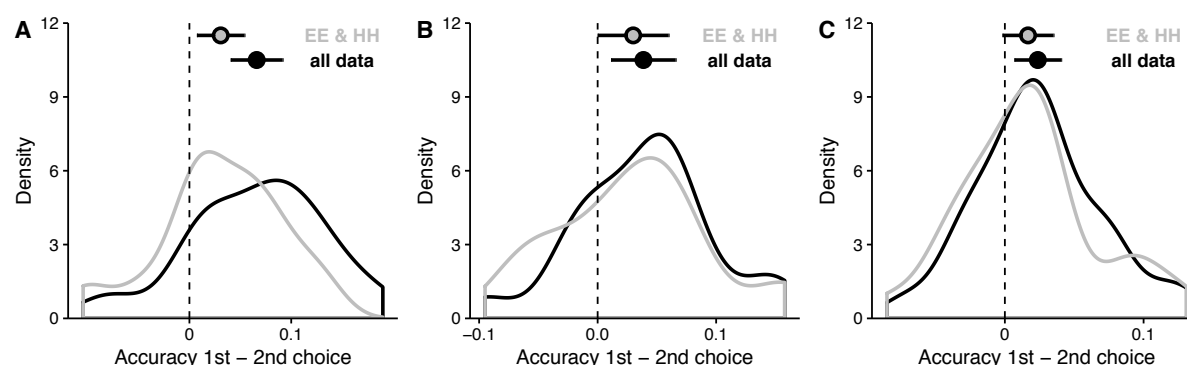 A
EE & HH
all data
Density
12
9
6
3
0
0
0.1
Accuracy 1st − 2nd choice
B
EE & HH
all data
Density
12
9
6
3
0
−0.1
0.0
0.1
Accuracy 1st − 2nd choice
C
EE & HH
all data
Density
12
9
6
3
0
0
0.1
Accuracy 1st − 2nd choice